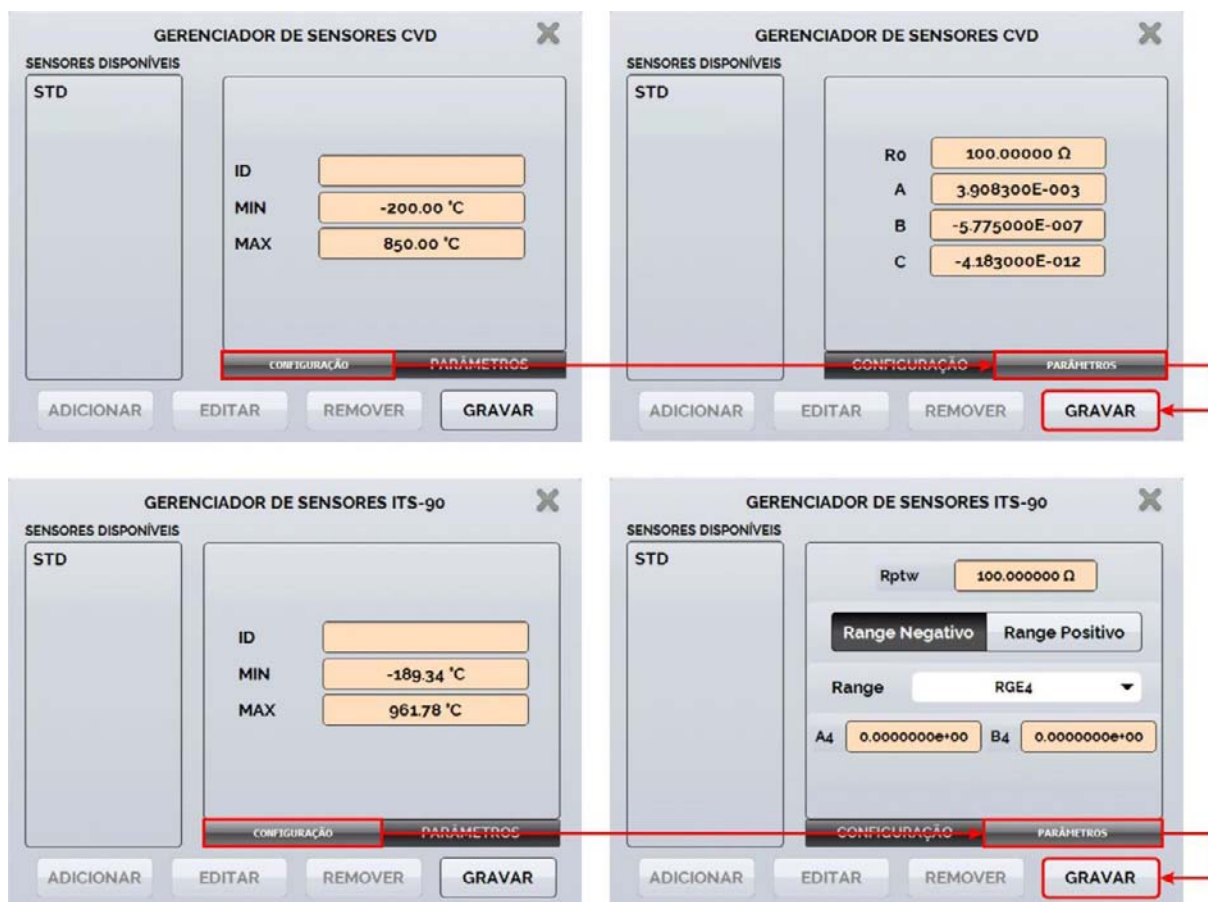 GERENCIADOR DE SENSORES CVD
SENSORES DISPONÍVEIS
STD
ID
MIN -200.00 °C
MAX 850.00 °C
CONFIGURAÇÃO PARÂMETROS
ADICIONAR EDITAR REMOVER GRAVAR
GERENCIADOR DE SENSORES CVD
SENSORES DISPONÍVEIS
STD
R0 100.00000 Ω
A 3.908300E-003
B -5.775000E-007
C -4.183000E-012
CONFIGURAÇÃO PARÂMETROS
ADICIONAR EDITAR REMOVER GRAVAR
GERENCIADOR DE SENSORES ITS-90
SENSORES DISPONÍVEIS
STD
ID
MIN -189.34 °C
MAX 961.78 °C
CONFIGURAÇÃO PARÂMETROS
ADICIONAR EDITAR REMOVER GRAVAR
GERENCIADOR DE SENSORES ITS-90
SENSORES DISPONÍVEIS
STD
Rptw 100.000000 Ω
Range Negativo Range Positivo
Range RGE4
A4 0.0000000e+00 B4 0.0000000e+00
CONFIGURAÇÃO PARÂMETROS
ADICIONAR EDITAR REMOVER GRAVAR